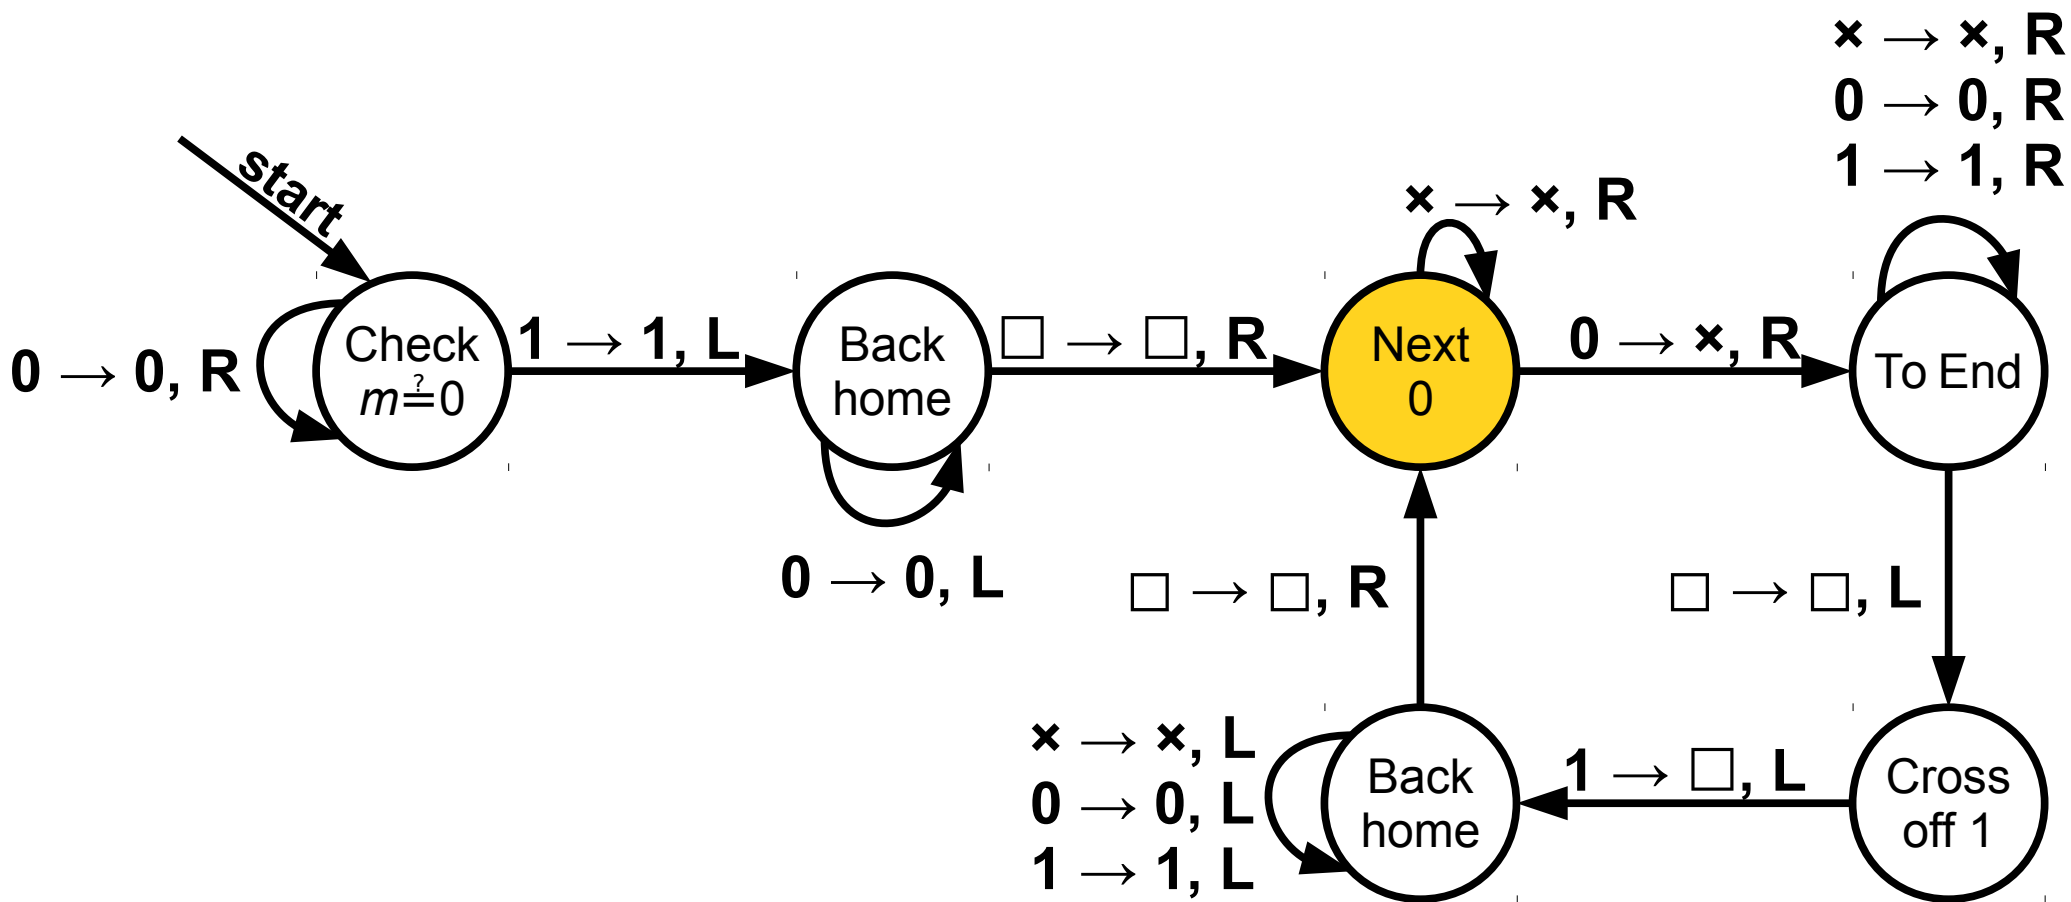 × → ×, R
0 → 0, R
1 → 1, R
start
× → ×, R
0 → 0, R
Check
m≟0
1 → 1, L
Back
home
□ → □, R
Next
0
0 → ×, R
To End
0 → 0, L
□ → □, R
□ → □, L
× → ×, L
0 → 0, L
1 → 1, L
Back
home
1 → □, L
Cross
off 1